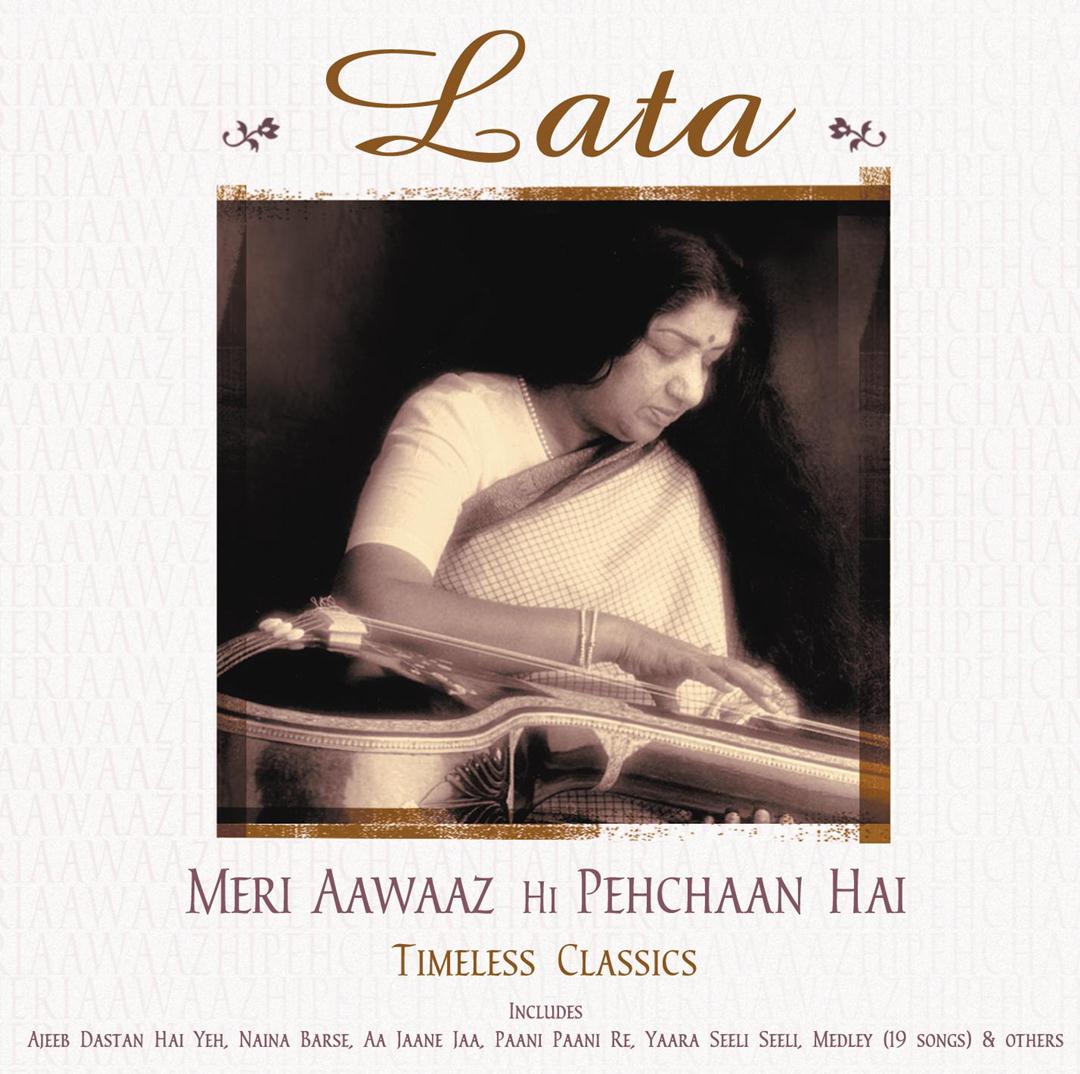 Lata
MERI AAWAAZ HI PEHCHAAN HAI
TIMELESS CLASSICS
INCLUDES
AJEEB DASTAN HAI YEH, NAINA BARSE, AA JAANE JAA, PAANI PAANI RE, YAARA SEELI SEELI, MEDLEY (19 SONGS) & OTHERS